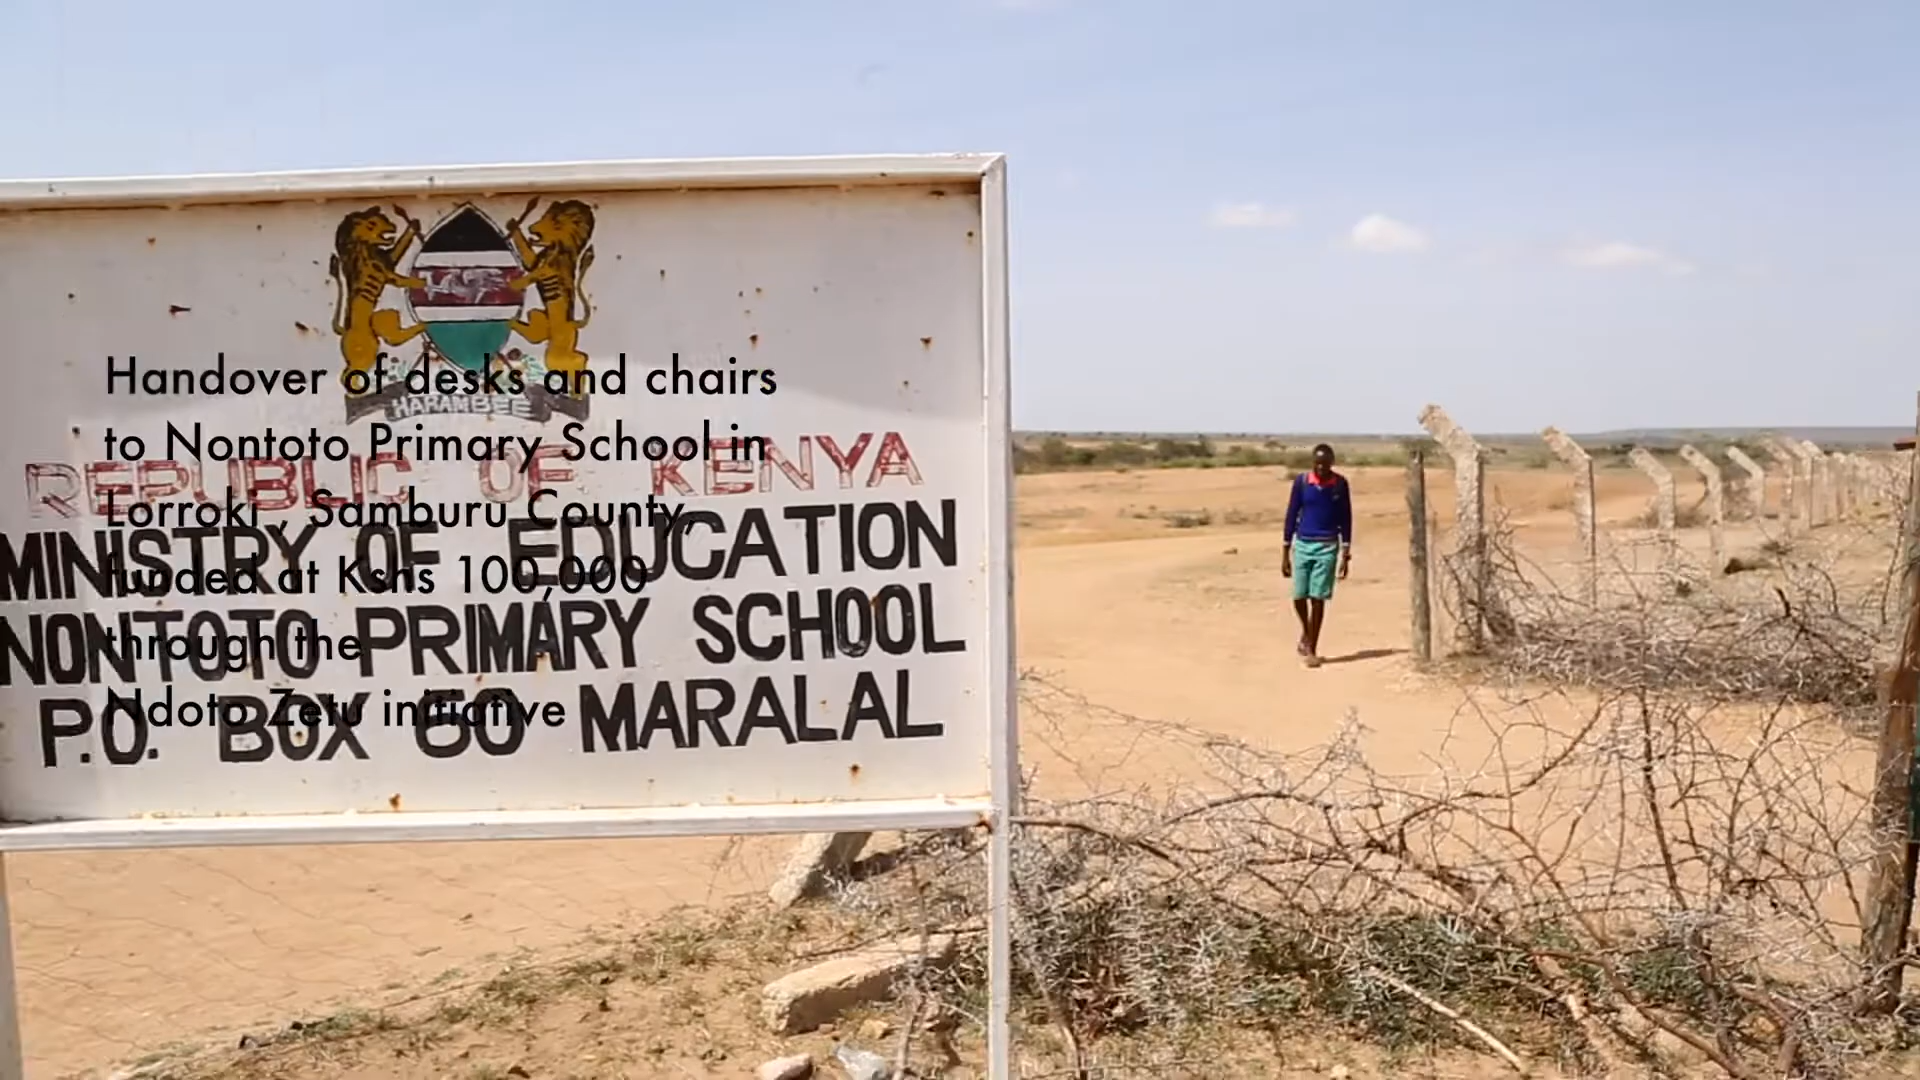 HARAMBEE
REPUBLIC OF KENYA
MINISTRY OF EDUCATION
NONTOTO PRIMARY SCHOOL
P.O. BOX 60 MARALAL
Handover of desks and chairs
to Nontoto Primary School in
Lorroki , Samburu County,
funded at Kshs 100,000
through the
Ndoto Zetu initiative